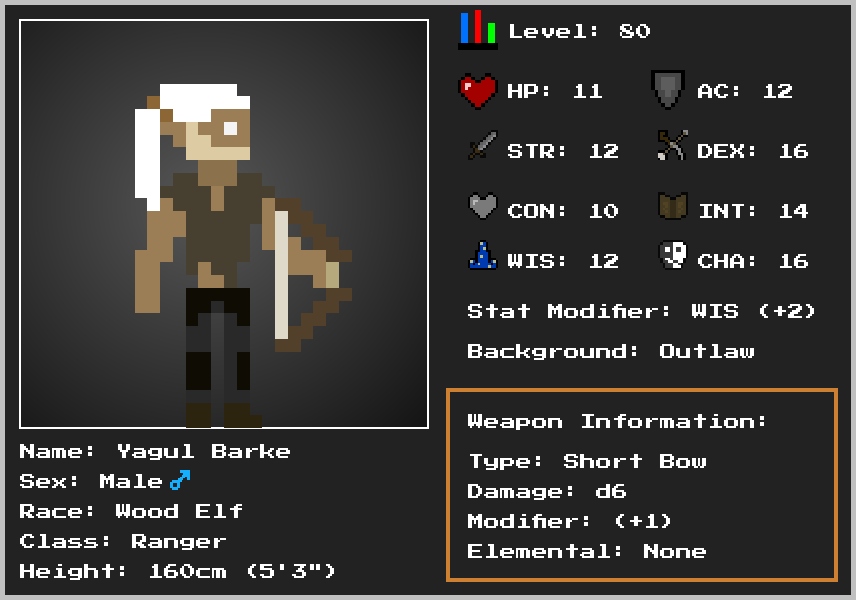 Level: 80
HP: 11 AC: 12
STR: 12 DEX: 16
CON: 10 INT: 14
WIS: 12 CHA: 16
Stat Modifier: WIS (+2)
Background: Outlaw
Weapon Information:
Type: Short Bow
Damage: d6
Modifier: (+1)
Elemental: None
Name: Yagul Barke
Sex: Male♂
Race: Wood Elf
Class: Ranger
Height: 160cm (5'3")